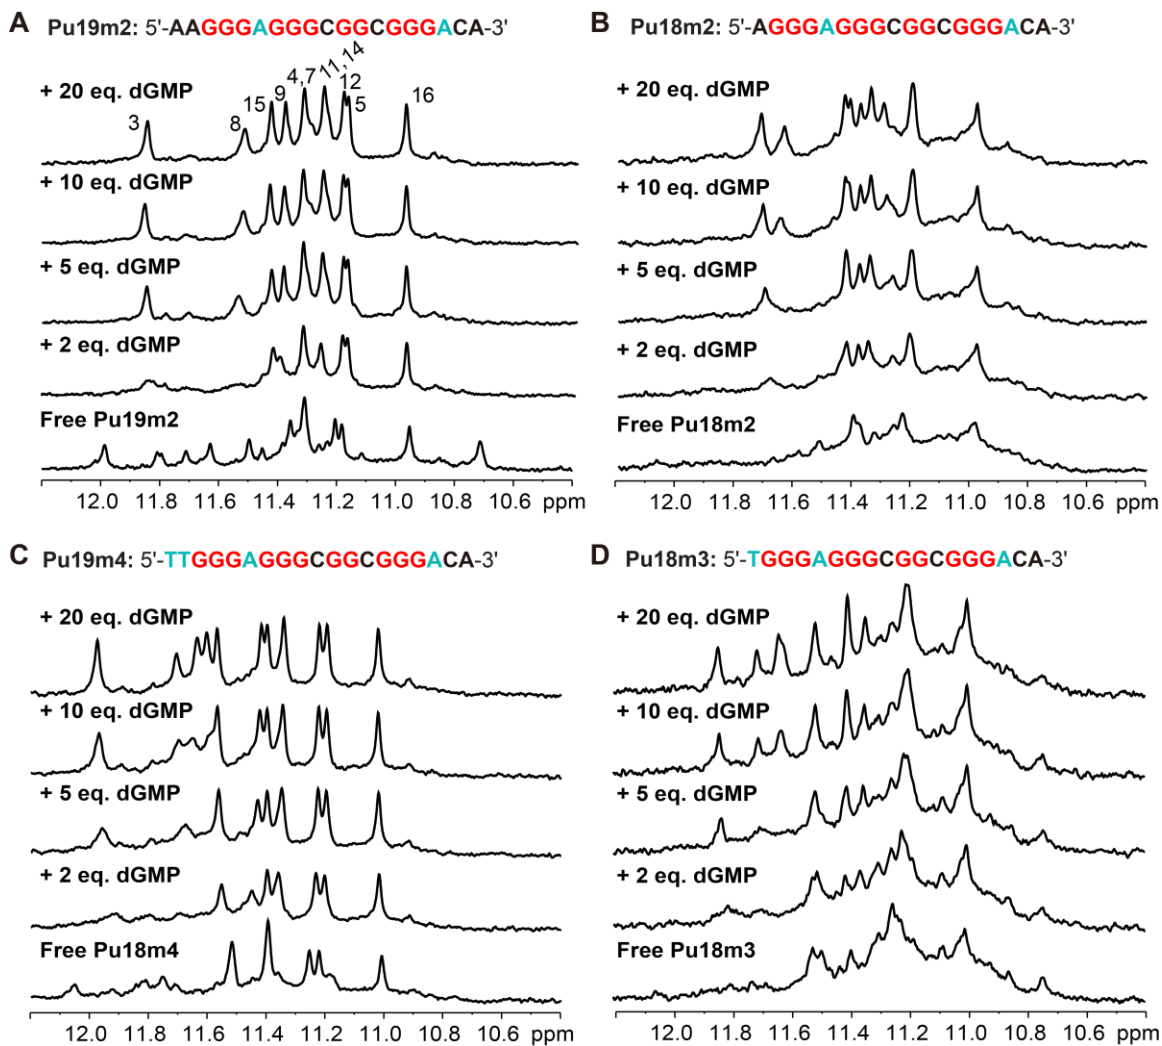 A Pu19m2: 5'-AAGGGAGGGCGGCGGGACA-3'
+ 20 eq. dGMP
3 8 15 9 4,7 11,14 12 5 16
+ 10 eq. dGMP
+ 5 eq. dGMP
+ 2 eq. dGMP
Free Pu19m2
12.0 11.8 11.6 11.4 11.2 11.0 10.8 10.6 ppm
B Pu18m2: 5'-AGGGAGGGCGGCGGGACA-3'
+ 20 eq. dGMP
+ 10 eq. dGMP
+ 5 eq. dGMP
+ 2 eq. dGMP
Free Pu18m2
12.0 11.8 11.6 11.4 11.2 11.0 10.8 10.6 ppm
C Pu19m4: 5'-TTGGGAGGGCGGCGGGACA-3'
+ 20 eq. dGMP
+ 10 eq. dGMP
+ 5 eq. dGMP
+ 2 eq. dGMP
Free Pu18m4
12.0 11.8 11.6 11.4 11.2 11.0 10.8 10.6 ppm
D Pu18m3: 5'-TGGGAGGGCGGCGGGACA-3'
+ 20 eq. dGMP
+ 10 eq. dGMP
+ 5 eq. dGMP
+ 2 eq. dGMP
Free Pu18m3
12.0 11.8 11.6 11.4 11.2 11.0 10.8 10.6 ppm